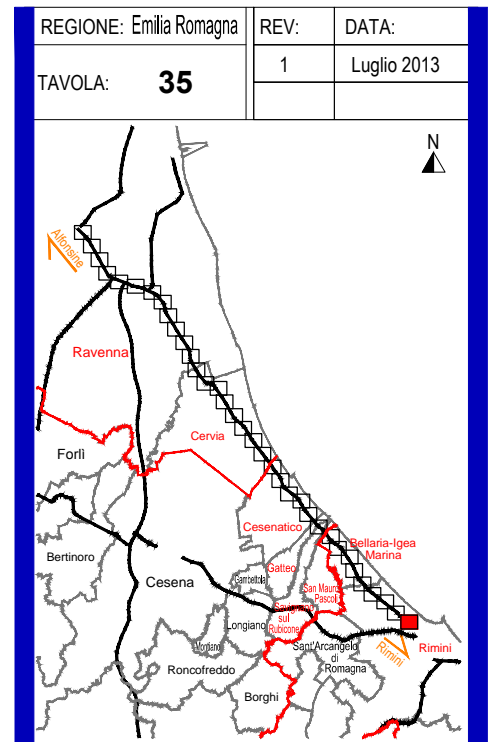 REGIONE: Emilia Romagna
REV:
DATA:
TAVOLA: 35
1
Luglio 2013
N
Alfonsine
Ravenna
Cervia
Forlì
Cesenatico
Bellaria-Igea
Marina
Bertinoro
Gatteo
Cesena
Gambettola
San Mauro
Pascoli
Savignano
sul
Rubicone
Longiano
Montiano
Sant'Arcangelo
di
Romagna
Rimini
Rimini
Roncofreddo
Borghi